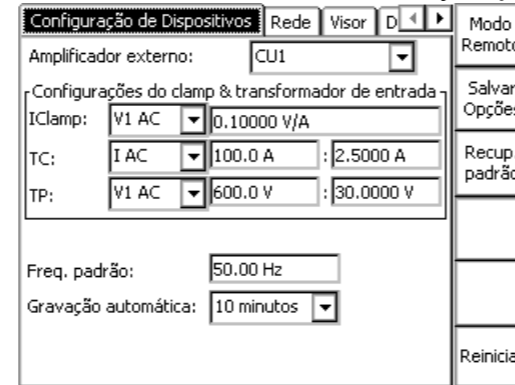 Configuração de Dispositivos Rede Visor D
Modo Remoto
Amplificador externo: CU1
Configurações do clamp & transformador de entrada
Salvar Opções
IClamp: V1 AC 0.10000 V/A
TC: I AC 100.0 A : 2.5000 A
Recup. padrão
TP: V1 AC 600.0 V : 30.0000 V
Freq. padrão: 50.00 Hz
Gravação automática: 10 minutos
Reinicia